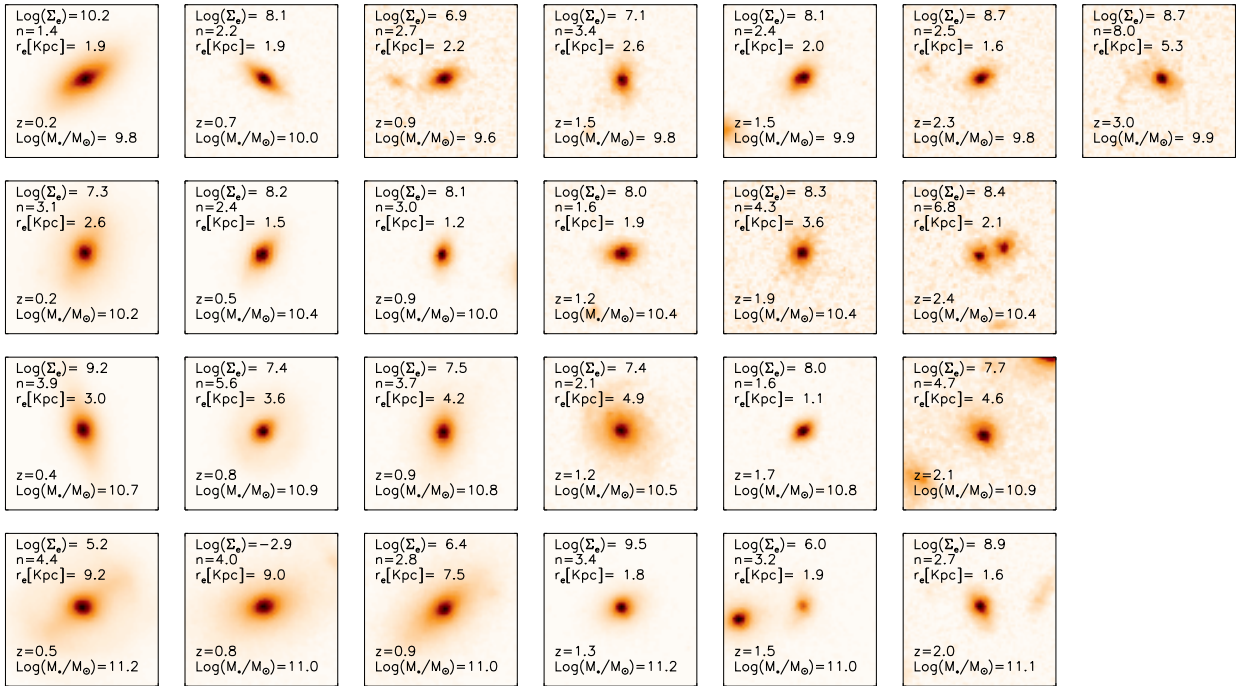 Log(Σₑ)=10.2
n=1.4
rₑ[Kpc]= 1.9
z=0.2
Log(M⋆/M⊙)= 9.8
Log(Σₑ)= 8.1
n=2.2
rₑ[Kpc]= 1.9
z=0.7
Log(M⋆/M⊙)=10.0
Log(Σₑ)= 6.9
n=2.7
rₑ[Kpc]= 2.2
z=0.9
Log(M⋆/M⊙)= 9.6
Log(Σₑ)= 7.1
n=3.4
rₑ[Kpc]= 2.6
z=1.5
Log(M⋆/M⊙)= 9.8
Log(Σₑ)= 8.1
n=2.4
rₑ[Kpc]= 2.0
z=1.5
Log(M⋆/M⊙)= 9.9
Log(Σₑ)= 8.7
n=2.5
rₑ[Kpc]= 1.6
z=2.3
Log(M⋆/M⊙)= 9.8
Log(Σₑ)= 8.7
n=8.0
rₑ[Kpc]= 5.3
z=3.0
Log(M⋆/M⊙)= 9.9
Log(Σₑ)= 7.3
n=3.1
rₑ[Kpc]= 2.6
z=0.2
Log(M⋆/M⊙)=10.2
Log(Σₑ)= 8.2
n=2.4
rₑ[Kpc]= 1.5
z=0.5
Log(M⋆/M⊙)=10.4
Log(Σₑ)= 8.1
n=3.0
rₑ[Kpc]= 1.2
z=0.9
Log(M⋆/M⊙)=10.0
Log(Σₑ)= 8.0
n=1.6
rₑ[Kpc]= 1.9
z=1.2
Log(M⋆/M⊙)=10.4
Log(Σₑ)= 8.3
n=4.3
rₑ[Kpc]= 3.6
z=1.9
Log(M⋆/M⊙)=10.4
Log(Σₑ)= 8.4
n=6.8
rₑ[Kpc]= 2.1
z=2.4
Log(M⋆/M⊙)=10.4
Log(Σₑ)= 9.2
n=3.9
rₑ[Kpc]= 3.0
z=0.4
Log(M⋆/M⊙)=10.7
Log(Σₑ)= 7.4
n=5.6
rₑ[Kpc]= 3.6
z=0.8
Log(M⋆/M⊙)=10.9
Log(Σₑ)= 7.5
n=3.7
rₑ[Kpc]= 4.2
z=0.9
Log(M⋆/M⊙)=10.8
Log(Σₑ)= 7.4
n=2.1
rₑ[Kpc]= 4.9
z=1.2
Log(M⋆/M⊙)=10.5
Log(Σₑ)= 8.0
n=1.6
rₑ[Kpc]= 1.1
z=1.7
Log(M⋆/M⊙)=10.8
Log(Σₑ)= 7.7
n=4.7
rₑ[Kpc]= 4.6
z=2.1
Log(M⋆/M⊙)=10.9
Log(Σₑ)= 5.2
n=4.4
rₑ[Kpc]= 9.2
z=0.5
Log(M⋆/M⊙)=11.2
Log(Σₑ)=−2.9
n=4.0
rₑ[Kpc]= 9.0
z=0.8
Log(M⋆/M⊙)=11.0
Log(Σₑ)= 6.4
n=2.8
rₑ[Kpc]= 7.5
z=0.9
Log(M⋆/M⊙)=11.0
Log(Σₑ)= 9.5
n=3.4
rₑ[Kpc]= 1.8
z=1.3
Log(M⋆/M⊙)=11.2
Log(Σₑ)= 6.0
n=3.2
rₑ[Kpc]= 1.9
z=1.5
Log(M⋆/M⊙)=11.0
Log(Σₑ)= 8.9
n=2.7
rₑ[Kpc]= 1.6
z=2.0
Log(M⋆/M⊙)=11.1